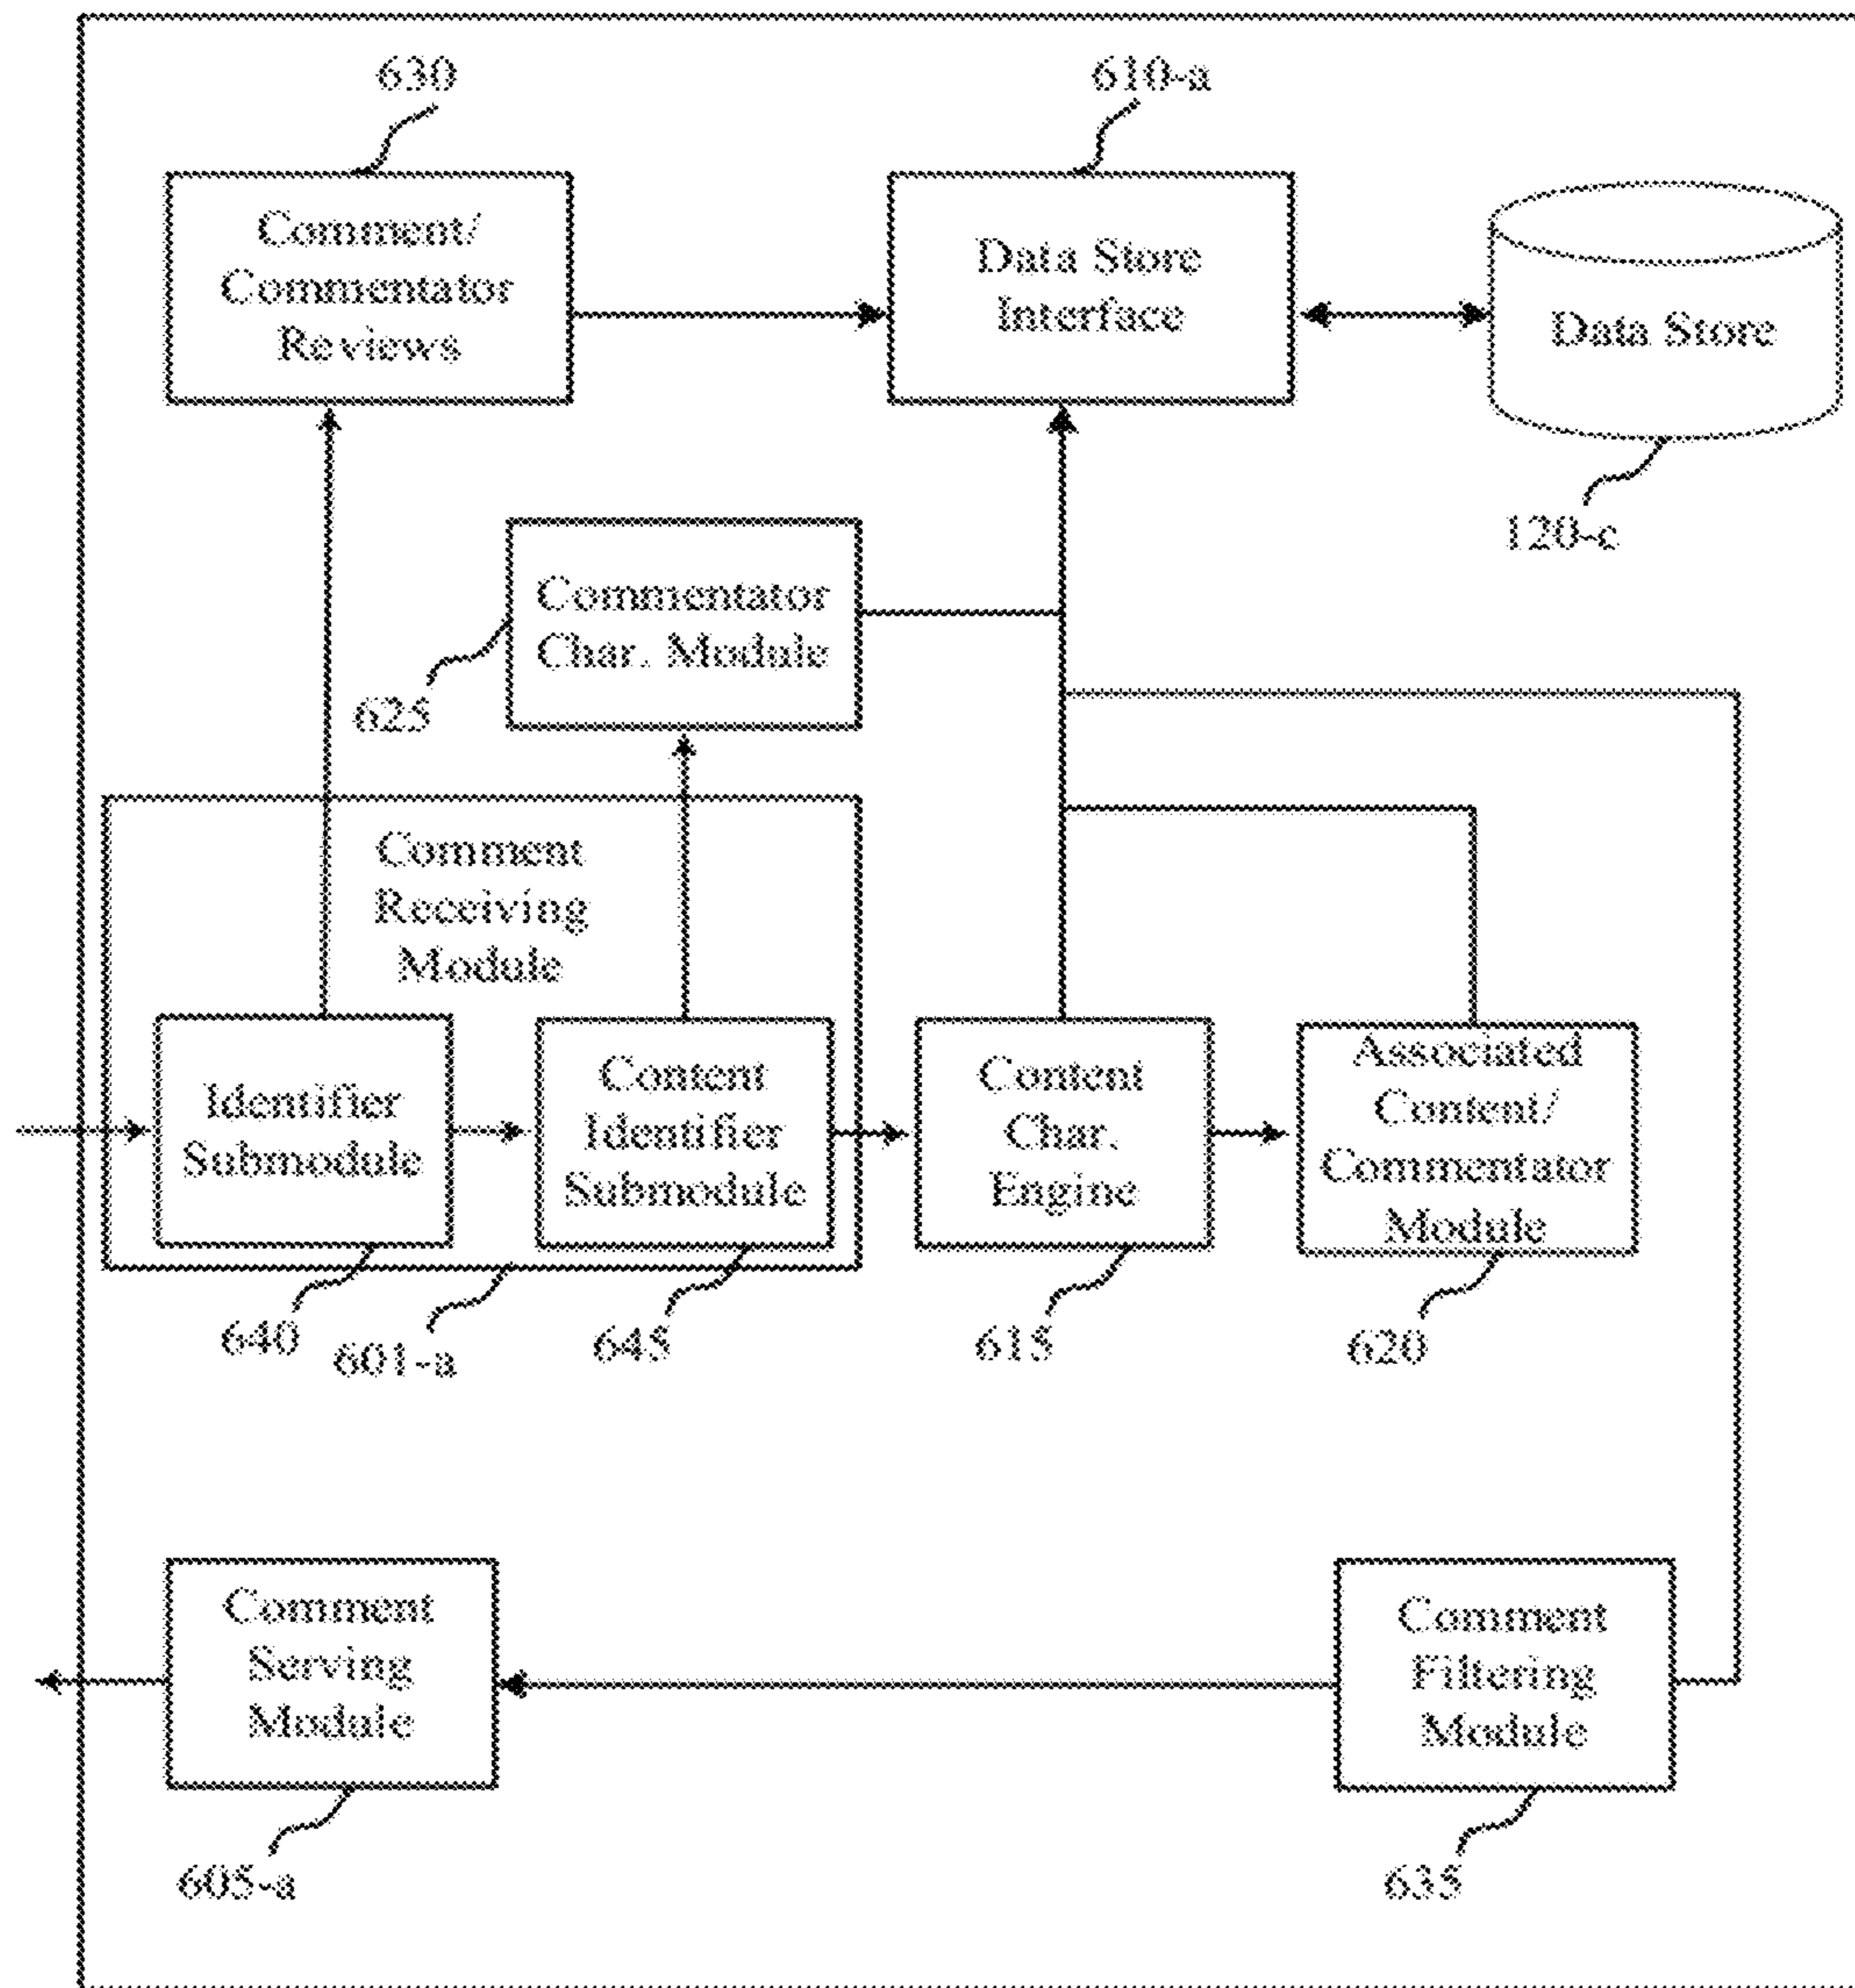 630
610-a
Comment/
Commentator
Reviews
Data Store
Interface
Data Store
120-c
Commentator
Char. Module
625
Comment
Receiving
Module
Identifier
Submodule
Content
Identifier
Submodule
Content
Char.
Engine
Associated
Content/
Commentator
Module
640
601-a
645
615
620
Comment
Serving
Module
Comment
Filtering
Module
605-a
635